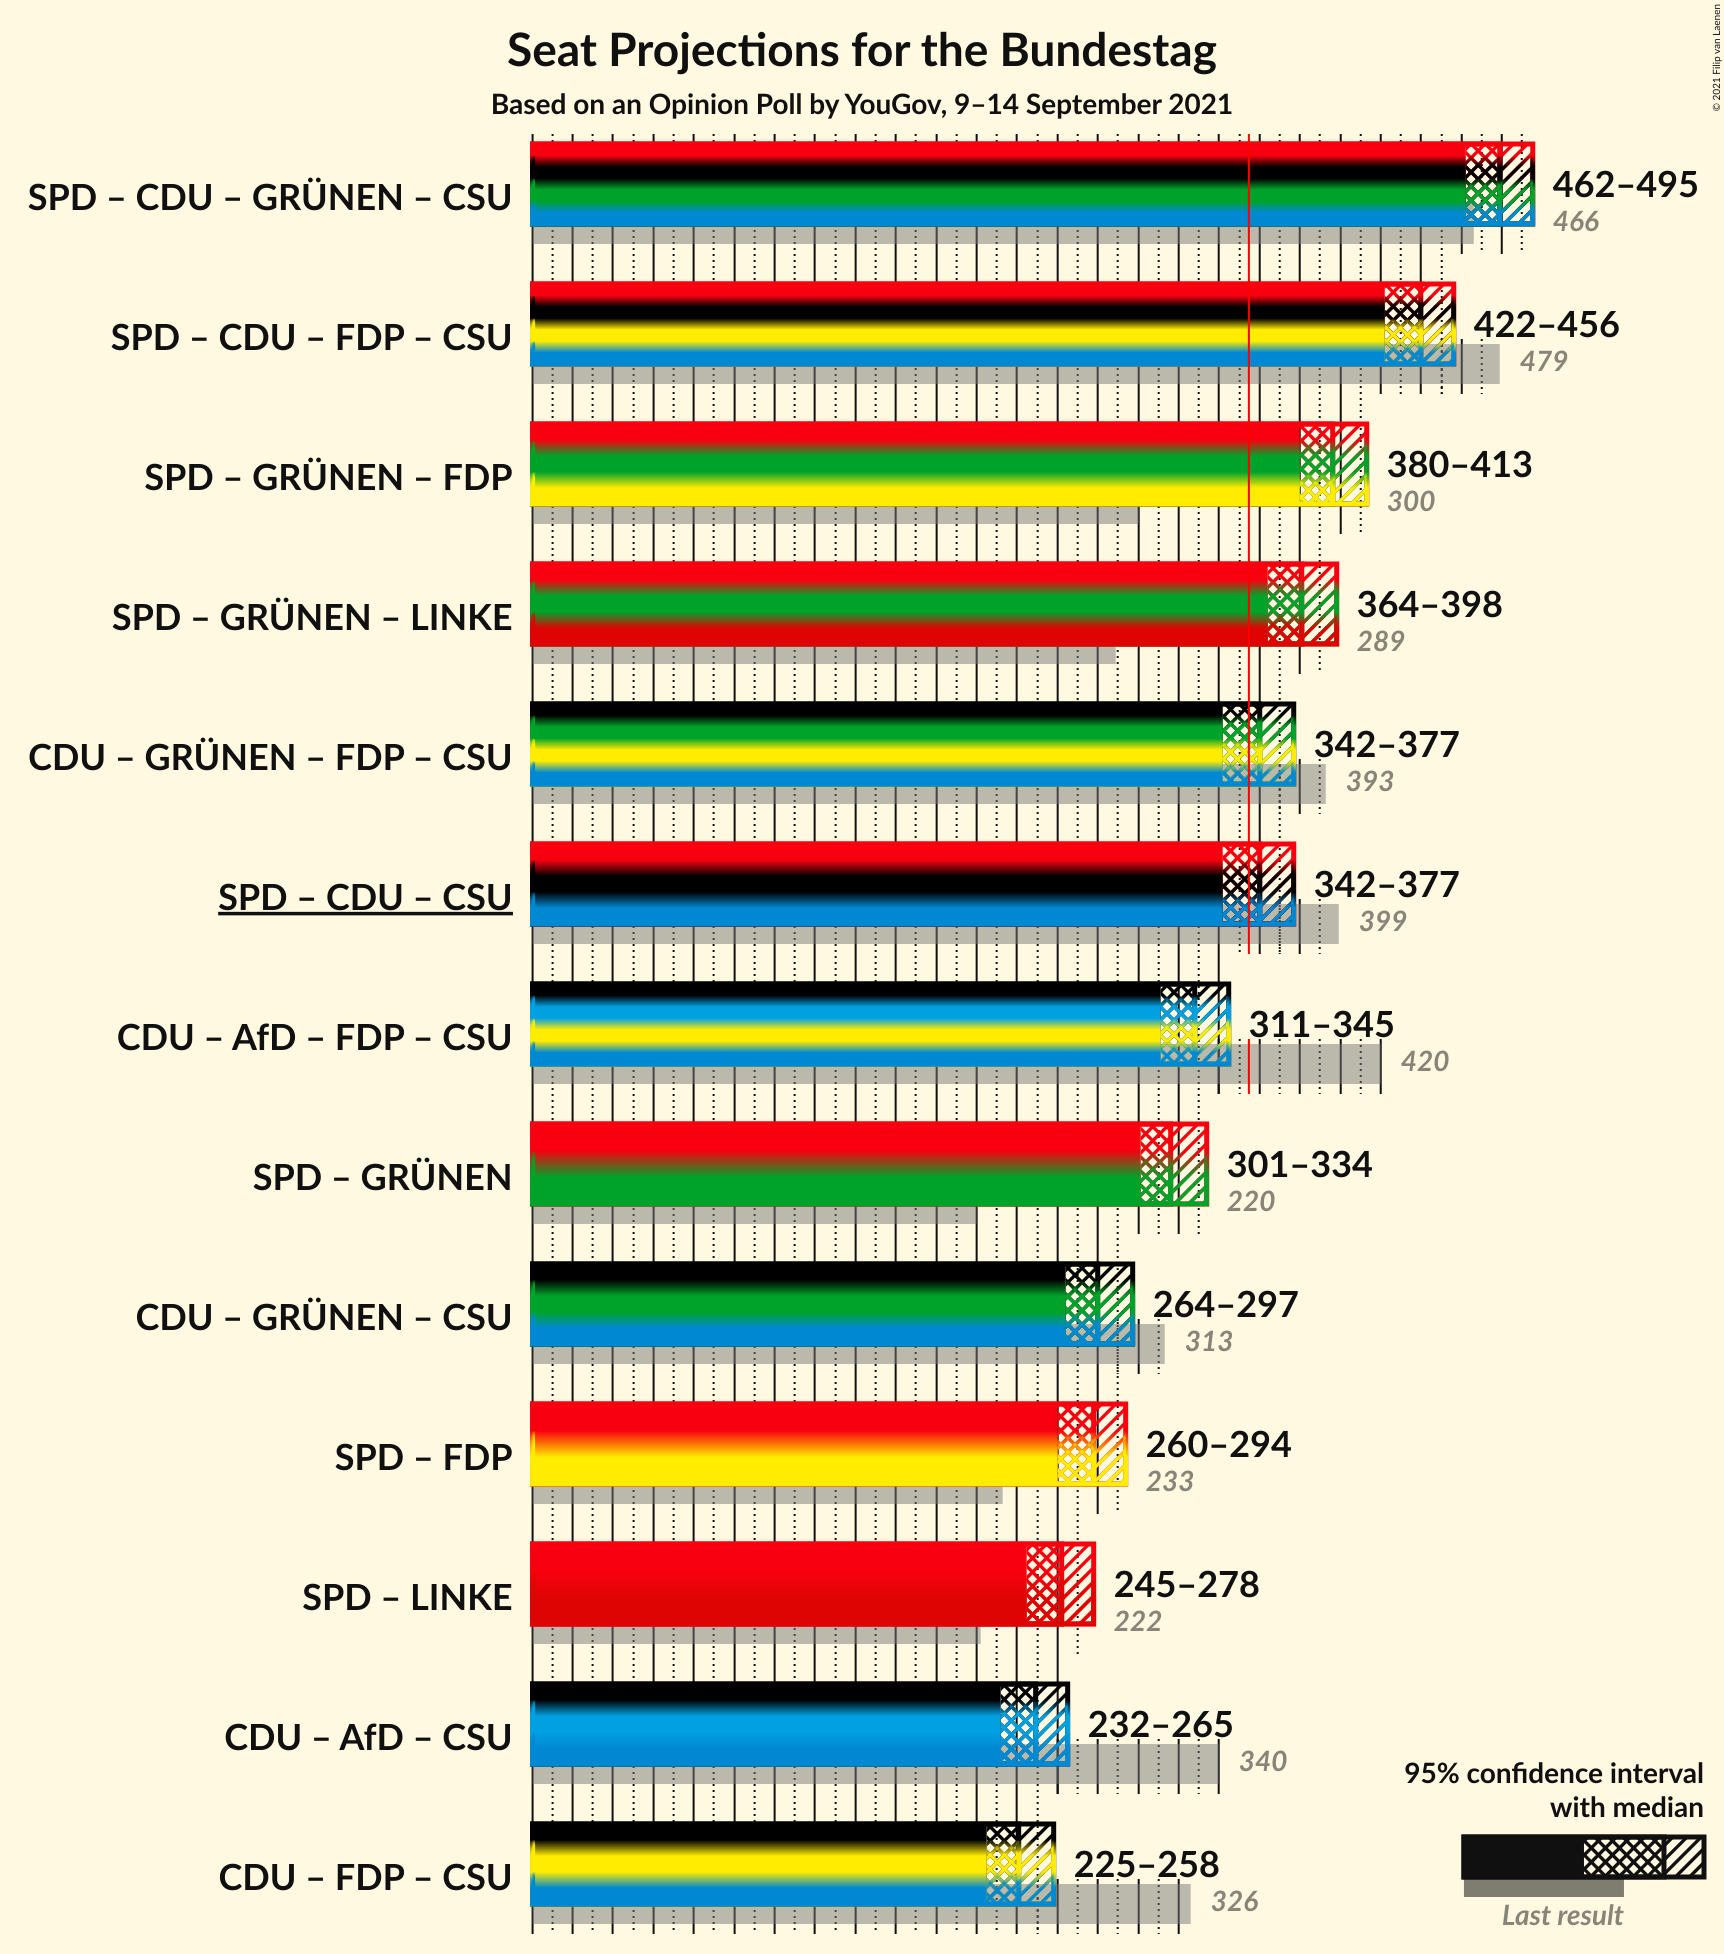 Seat Projections for the Bundestag
Based on an Opinion Poll by YouGov, 9–14 September 2021
© 2021 Filip van Laenen
SPD – CDU – GRÜNEN – CSU
462–495
466
SPD – CDU – FDP – CSU
422–456
479
SPD – GRÜNEN – FDP
380–413
300
SPD – GRÜNEN – LINKE
364–398
289
CDU – GRÜNEN – FDP – CSU
342–377
393
SPD – CDU – CSU
342–377
399
CDU – AfD – FDP – CSU
311–345
420
SPD – GRÜNEN
301–334
220
CDU – GRÜNEN – CSU
264–297
313
SPD – FDP
260–294
233
SPD – LINKE
245–278
222
CDU – AfD – CSU
232–265
340
CDU – FDP – CSU
225–258
326
95% confidence interval
with median
Last result